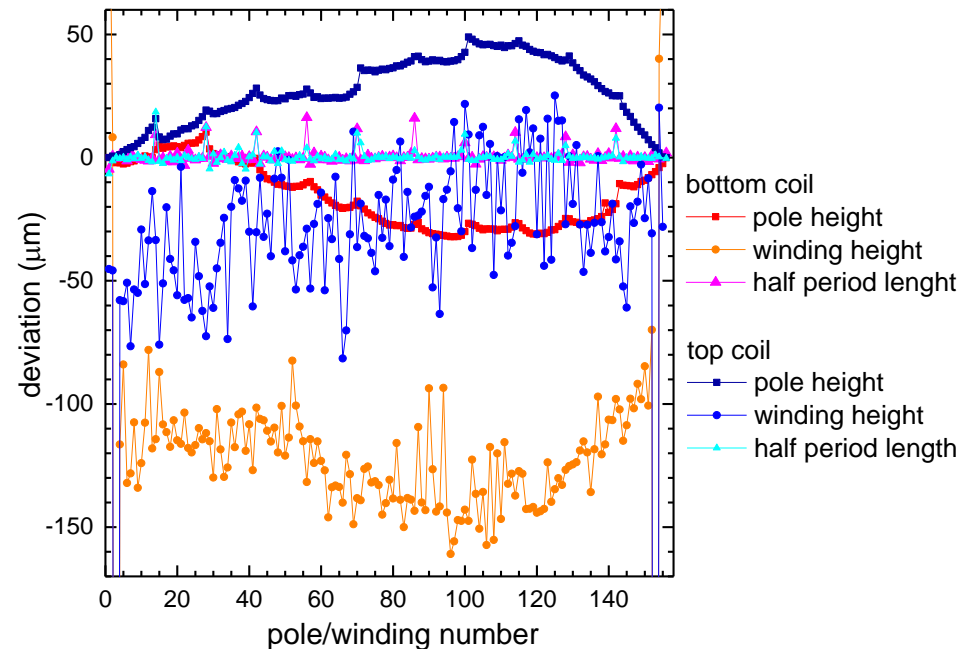 50
0
-50
-100
-150
0 20 40 60 80 100 120 140
deviation (µm)
pole/winding number
bottom coil
pole height
winding height
half period lenght
top coil
pole height
winding height
half period length